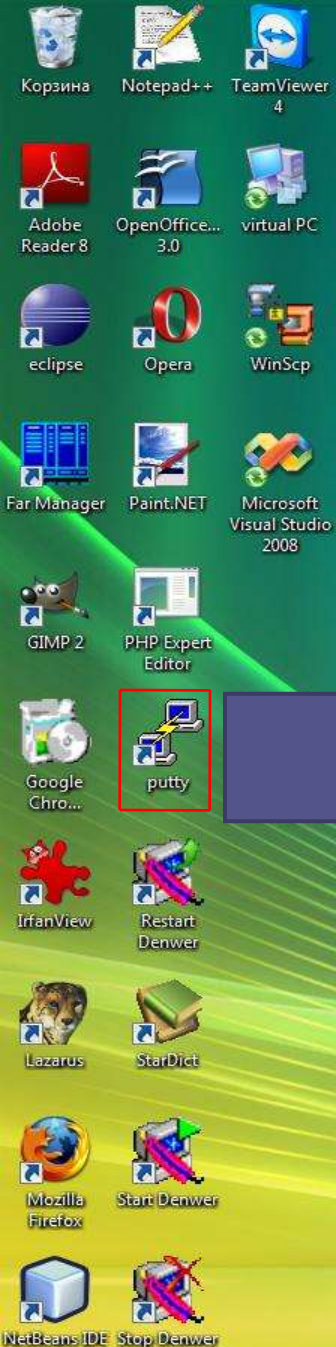 Корзина
Notepad++
TeamViewer
4
Adobe
Reader 8
OpenOffice...
3.0
virtual PC
eclipse
Opera
WinScp
Far Manager
Paint.NET
Microsoft
Visual Studio
2008
GIMP 2
PHP Expert
Editor
Google
Chro...
putty
IrfanView
Restart
Denwer
Lazarus
StarDict
Mozilla
Firefox
Start Denwer
NetBeans IDE
Stop Denwer